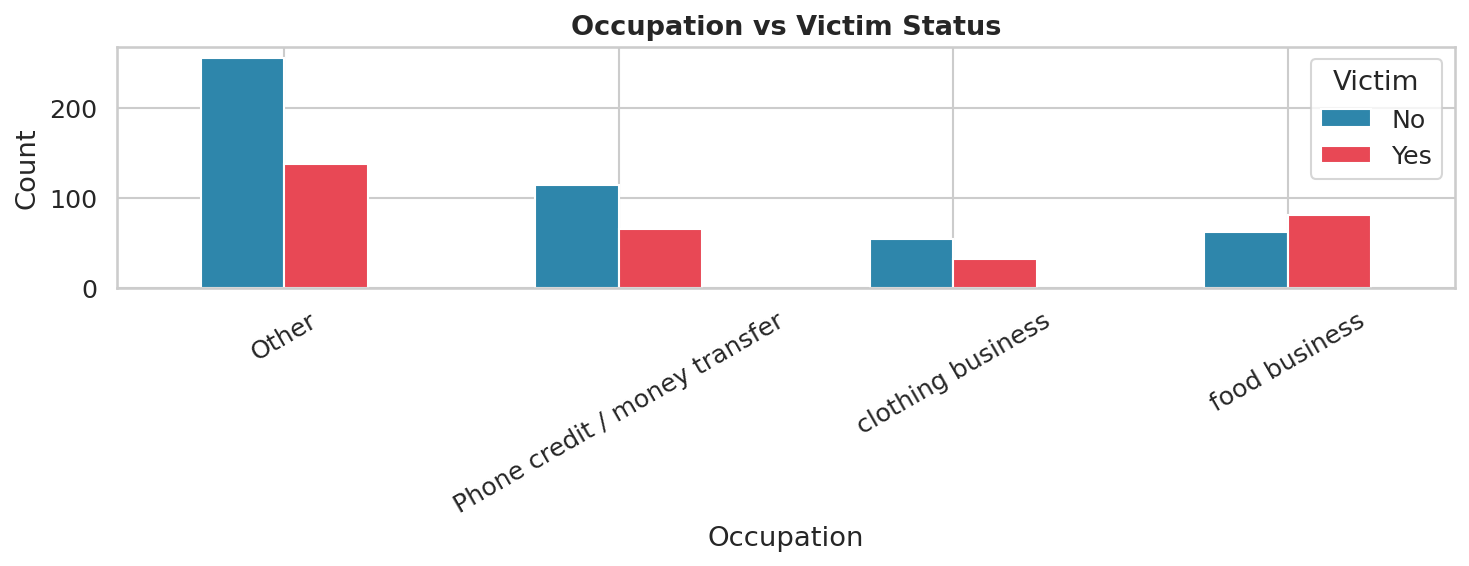 Occupation vs Victim Status
Count
200
100
0
Victim
No
Yes
Other
Phone credit / money transfer
clothing business
food business
Occupation